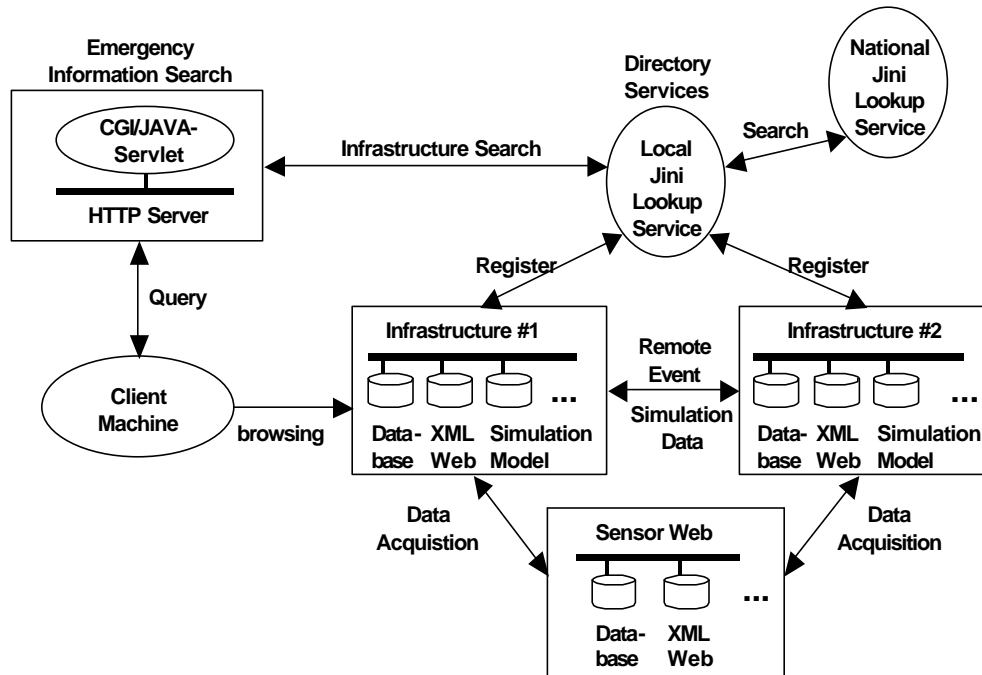 Emergency
Information Search
CGI/JAVA-
Servlet
HTTP Server
Infrastructure Search
Directory
Services
Local
Jini
Lookup
Service
Search
National
Jini
Lookup
Service
Query
Register
Register
Client
Machine
browsing
Infrastructure #1
Data-
base
XML
Web
Simulation
Model
...
Remote
Event
Simulation
Data
Infrastructure #2
Data-
base
XML
Web
Simulation
Model
...
Data
Acquistion
Sensor Web
Data-
base
XML
Web
...
Data
Acquisition